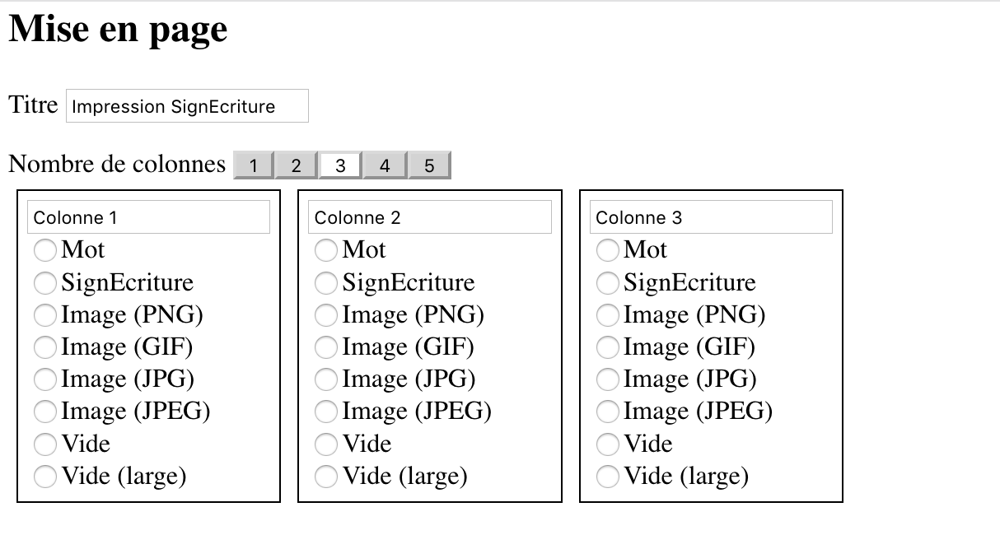 Mise en page
Titre Impression SignEcriture
Nombre de colonnes 1 2 3 4 5
Colonne 1 Colonne 2 Colonne 3
Mot Mot Mot
SignEcriture SignEcriture SignEcriture
Image (PNG) Image (PNG) Image (PNG)
Image (GIF) Image (GIF) Image (GIF)
Image (JPG) Image (JPG) Image (JPG)
Image (JPEG) Image (JPEG) Image (JPEG)
Vide Vide Vide
Vide (large) Vide (large) Vide (large)